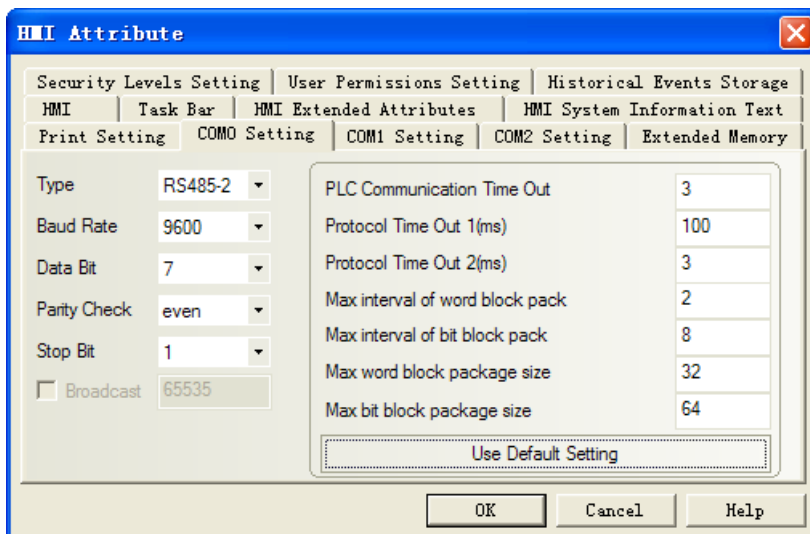 HMI Attribute
Security Levels Setting User Permissions Setting Historical Events Storage
HMI Task Bar HMI Extended Attributes HMI System Information Text
Print Setting COM0 Setting COM1 Setting COM2 Setting Extended Memory
Type RS485-2
Baud Rate 9600
Data Bit 7
Parity Check even
Stop Bit 1
Broadcast 65535
PLC Communication Time Out 3
Protocol Time Out 1(ms) 100
Protocol Time Out 2(ms) 3
Max interval of word block pack 2
Max interval of bit block pack 8
Max word block package size 32
Max bit block package size 64
Use Default Setting
OK Cancel Help